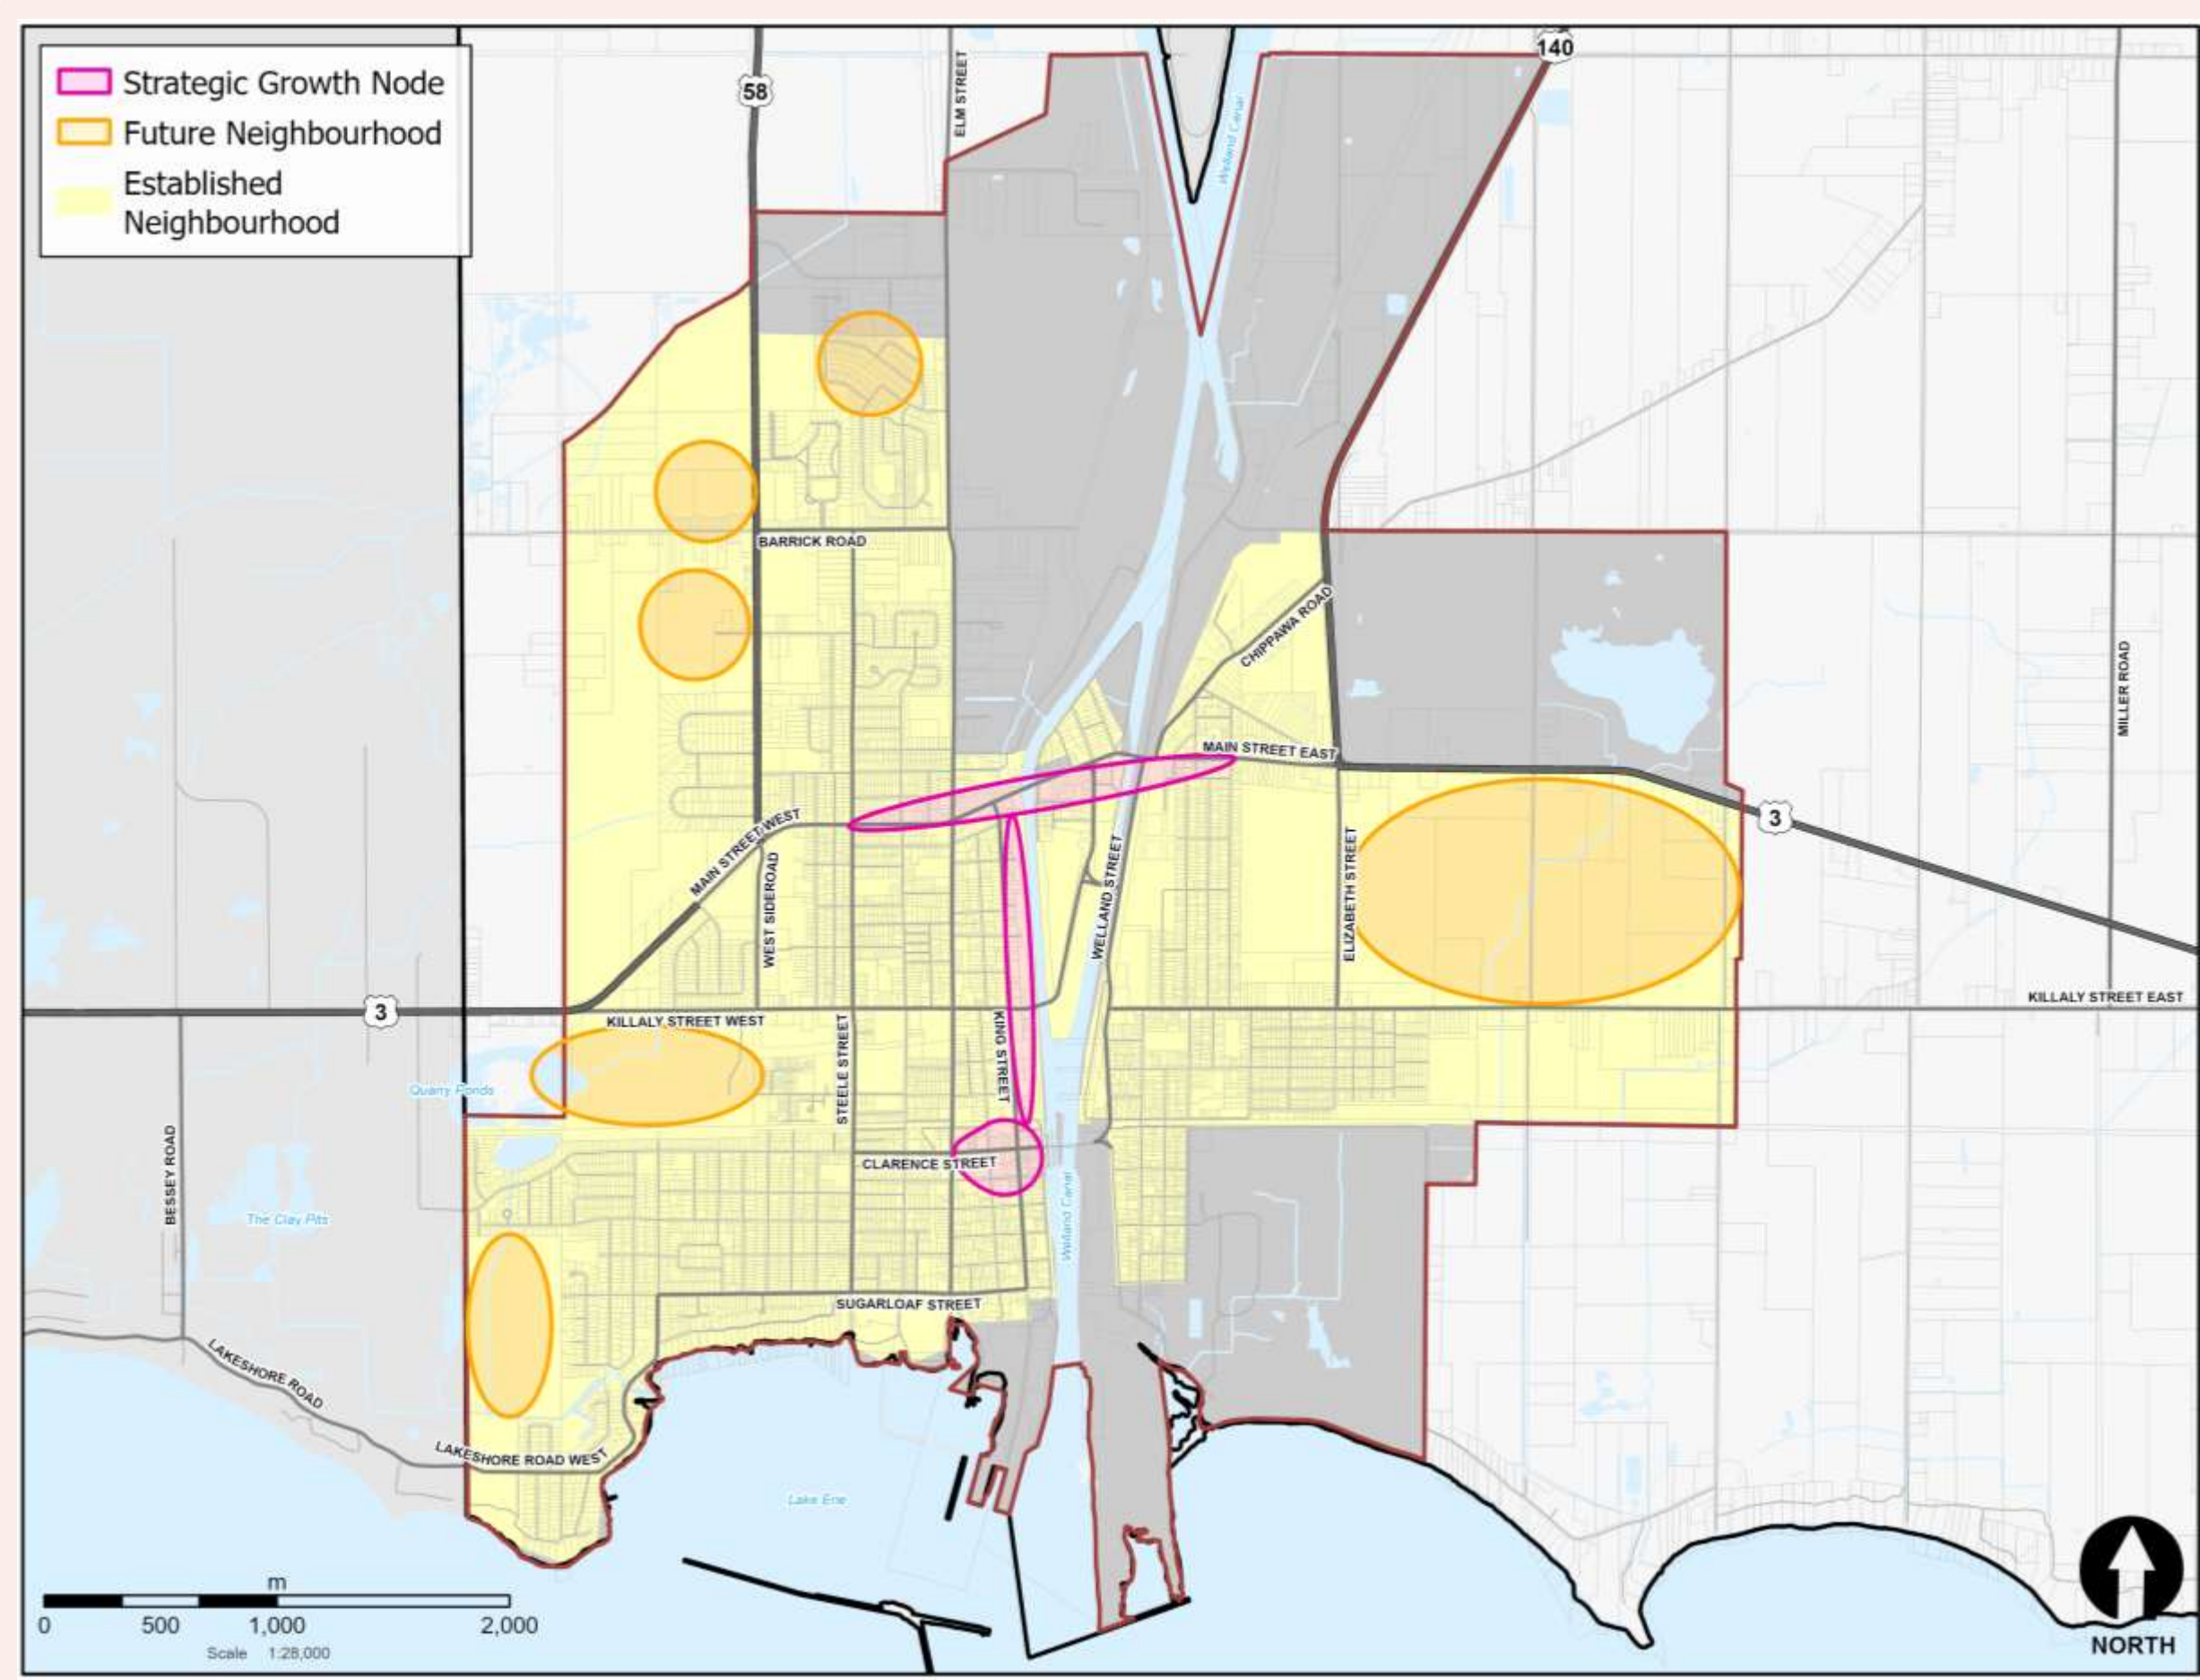 Strategic Growth Node
Future Neighbourhood
Established
Neighbourhood
140
58
ELM STREET
Welland Canal
BARRICK ROAD
CHIPPAWA ROAD
MILLER ROAD
MAIN STREET EAST
MAIN STREET WEST
3
WEST SIDEROAD
WELLAND STREET
ELIZABETH STREET
KILLALY STREET EAST
3
KILLALY STREET WEST
STEELE STREET
KING STREET
Quarry Ponds
BESSEY ROAD
CLARENCE STREET
The Clay Pits
Welland Canal
SUGARLOAF STREET
LAKESHORE ROAD
LAKESHORE ROAD WEST
Lake Erie
m
0 500 1,000 2,000
Scale 1:28,000
NORTH